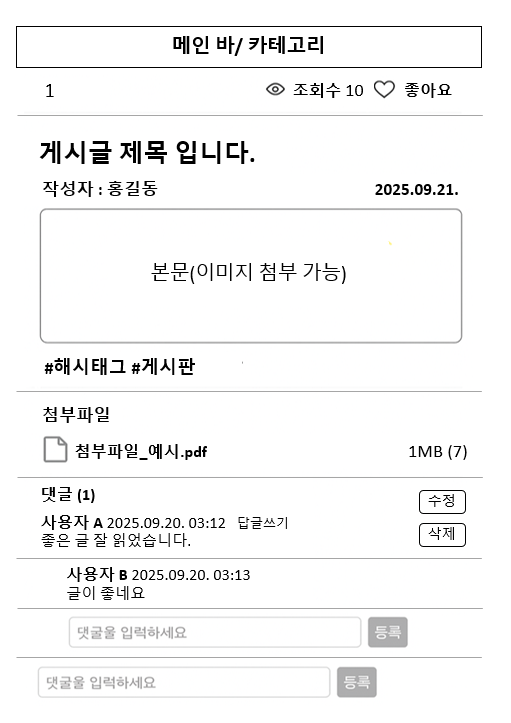 메인 바/ 카테고리
1 조회수 10 좋아요
게시글 제목 입니다.
작성자 : 홍길동 2025.09.21.
본문(이미지 첨부 가능)
#해시태그 #게시판
첨부파일
첨부파일_예시.pdf 1MB (7)
댓글 (1) 수정
사용자 A 2025.09.20. 03:12 답글쓰기
좋은 글 잘 읽었습니다. 삭제
사용자 B 2025.09.20. 03:13
글이 좋네요
댓굴울 입력하세요 등록
댓굴울 입력하세요 등록